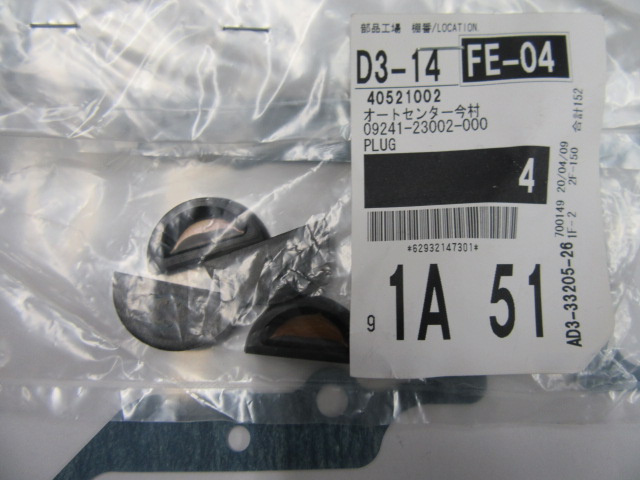 部品工場 棚番/LOCATION
D3-14 FE-04
40521002
オートセンター今村
09241-23002-000
PLUG
4
*62932147301*
9 1A 51
合計152
20/04/09 2F-150
700149 1F-2
AD3-33205-26